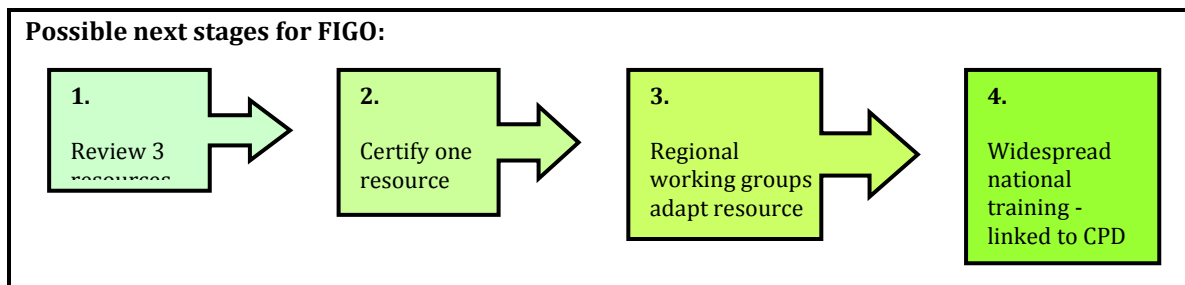 Possible next stages for FIGO:
1.
Review 3
resources
2.
Certify one
resource
3.
Regional
working groups
adapt resource
4.
Widespread
national
training -
linked to CPD